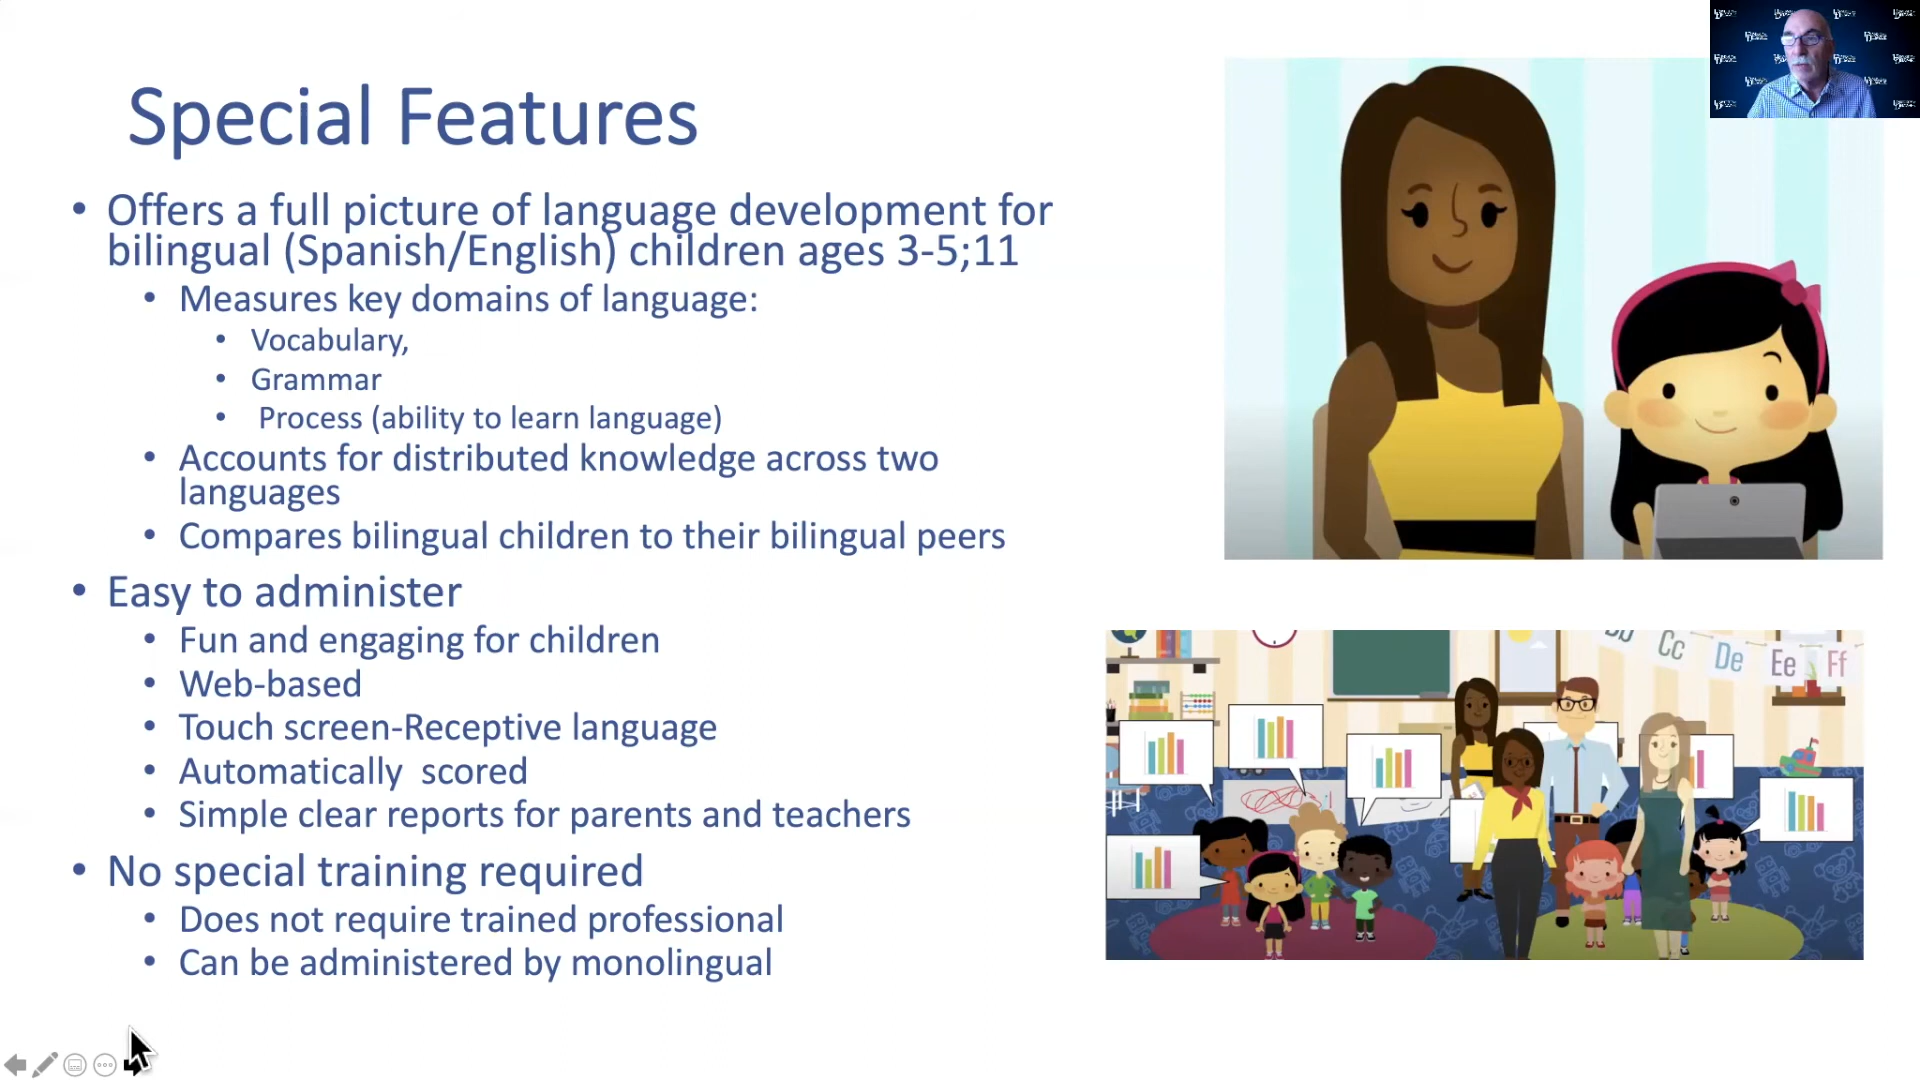 Special Features
• Offers a full picture of language development for
bilingual (Spanish/English) children ages 3-5;11
• Measures key domains of language:
• Vocabulary,
• Grammar
• Process (ability to learn language)
• Accounts for distributed knowledge across two
languages
• Compares bilingual children to their bilingual peers
• Easy to administer
• Fun and engaging for children
• Web-based
• Touch screen-Receptive language
• Automatically scored
• Simple clear reports for parents and teachers
• No special training required
• Does not require trained professional
• Can be administered by monolingual
Cc De Ee Ff